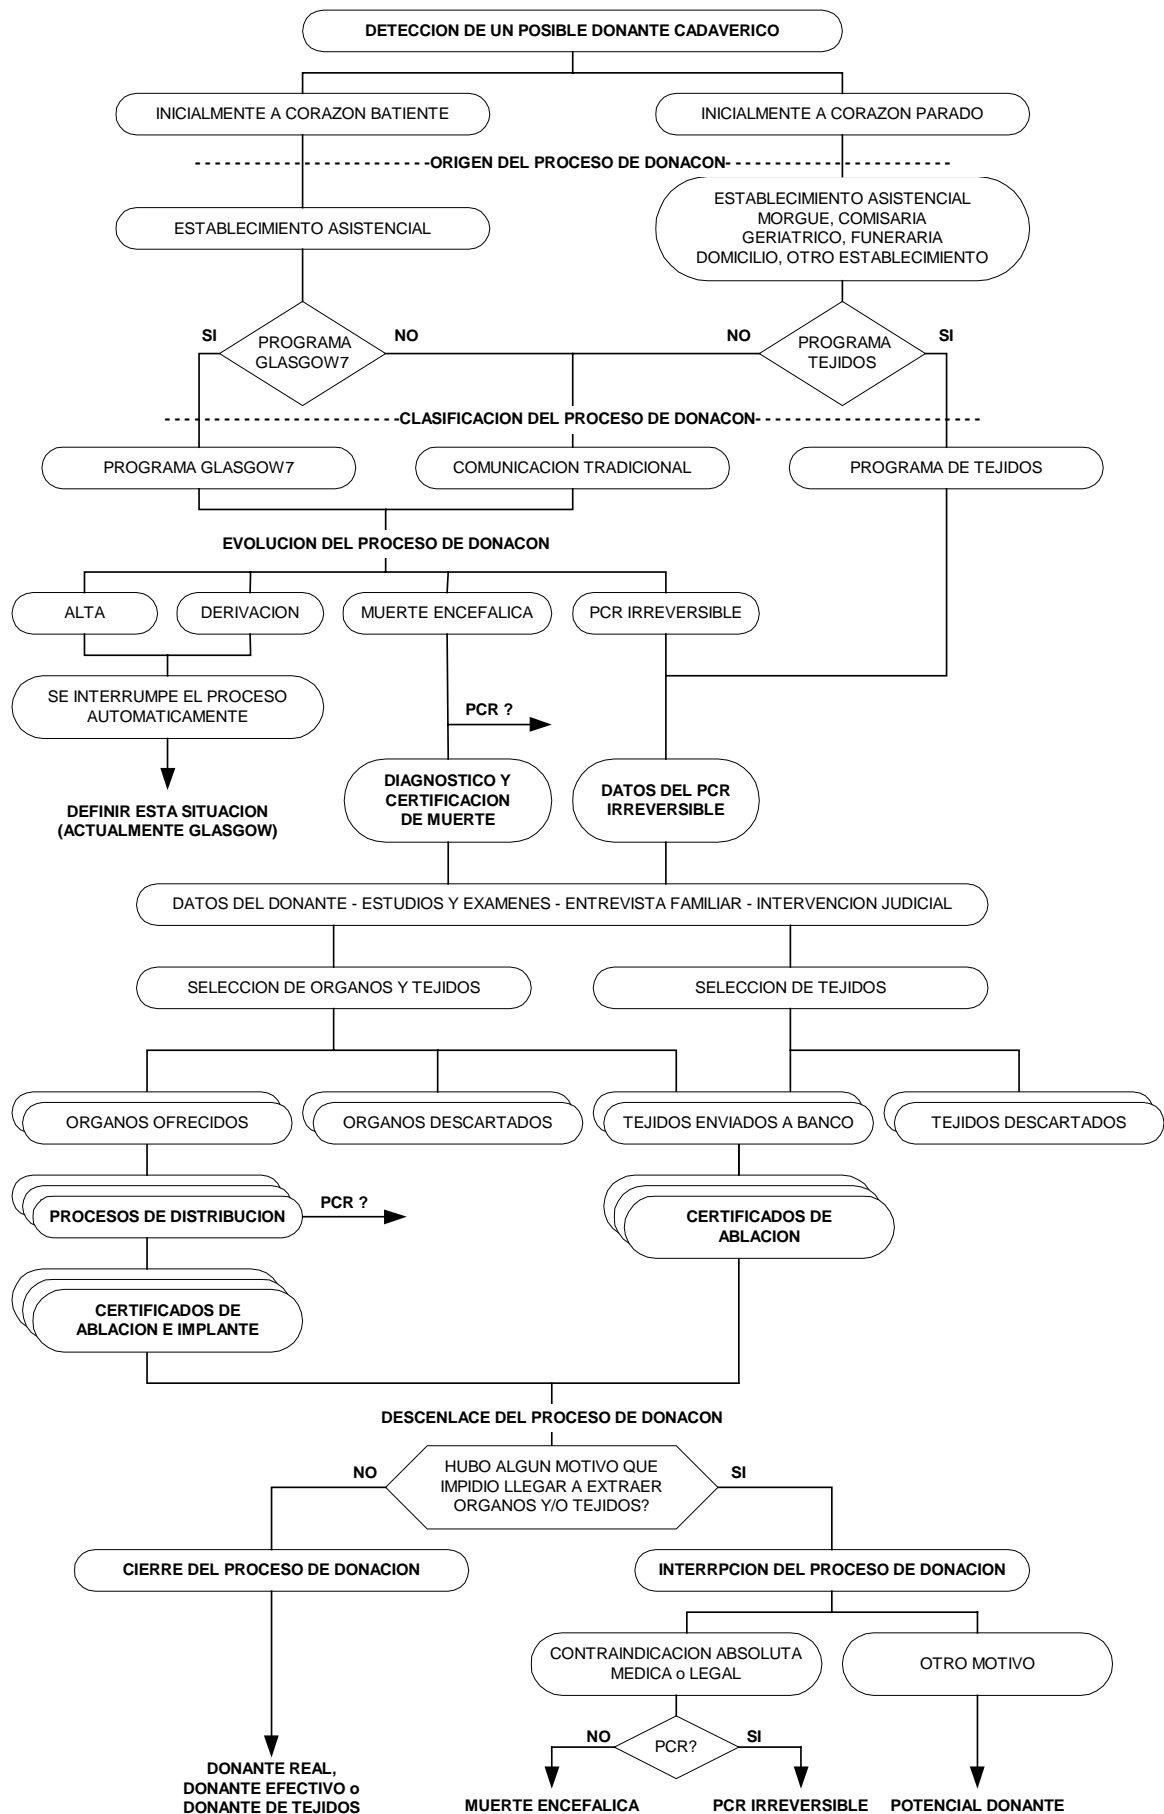 DETECCION DE UN POSIBLE DONANTE CADAVERICO
INICIALMENTE A CORAZON BATIENTE
INICIALMENTE A CORAZON PARADO
ORIGEN DEL PROCESO DE DONACON
ESTABLECIMIENTO ASISTENCIAL
ESTABLECIMIENTO ASISTENCIAL
MORGUE, COMISARIA
GERIATRICO, FUNERARIA
DOMICILIO, OTRO ESTABLECIMIENTO
SI
PROGRAMA
GLASGOW7
NO
NO
PROGRAMA
TEJIDOS
SI
CLASIFICACION DEL PROCESO DE DONACON
PROGRAMA GLASGOW7
COMUNICACION TRADICIONAL
PROGRAMA DE TEJIDOS
EVOLUCION DEL PROCESO DE DONACON
ALTA
DERIVACION
MUERTE ENCEFALICA
PCR IRREVERSIBLE
SE INTERRUMPE EL PROCESO
AUTOMATICAMENTE
PCR ?
DEFINIR ESTA SITUACION
(ACTUALMENTE GLASGOW)
DIAGNOSTICO Y
CERTIFICACION
DE MUERTE
DATOS DEL PCR
IRREVERSIBLE
DATOS DEL DONANTE - ESTUDIOS Y EXAMENES - ENTREVISTA FAMILIAR - INTERVENCION JUDICIAL
SELECCION DE ORGANOS Y TEJIDOS
SELECCION DE TEJIDOS
ORGANOS OFRECIDOS
ORGANOS DESCARTADOS
TEJIDOS ENVIADOS A BANCO
TEJIDOS DESCARTADOS
PROCESOS DE DISTRIBUCION
PCR ?
CERTIFICADOS DE
ABLACION
CERTIFICADOS DE
ABLACION E IMPLANTE
DESCENLACE DEL PROCESO DE DONACON
NO
HUBO ALGUN MOTIVO QUE
IMPIDIO LLEGAR A EXTRAER
ORGANOS Y/O TEJIDOS?
SI
CIERRE DEL PROCESO DE DONACION
INTERRPCION DEL PROCESO DE DONACION
CONTRAINDICACION ABSOLUTA
MEDICA o LEGAL
OTRO MOTIVO
NO
PCR?
SI
DONANTE REAL,
DONANTE EFECTIVO o
DONANTE DE TEJIDOS
MUERTE ENCEFALICA
PCR IRREVERSIBLE
POTENCIAL DONANTE